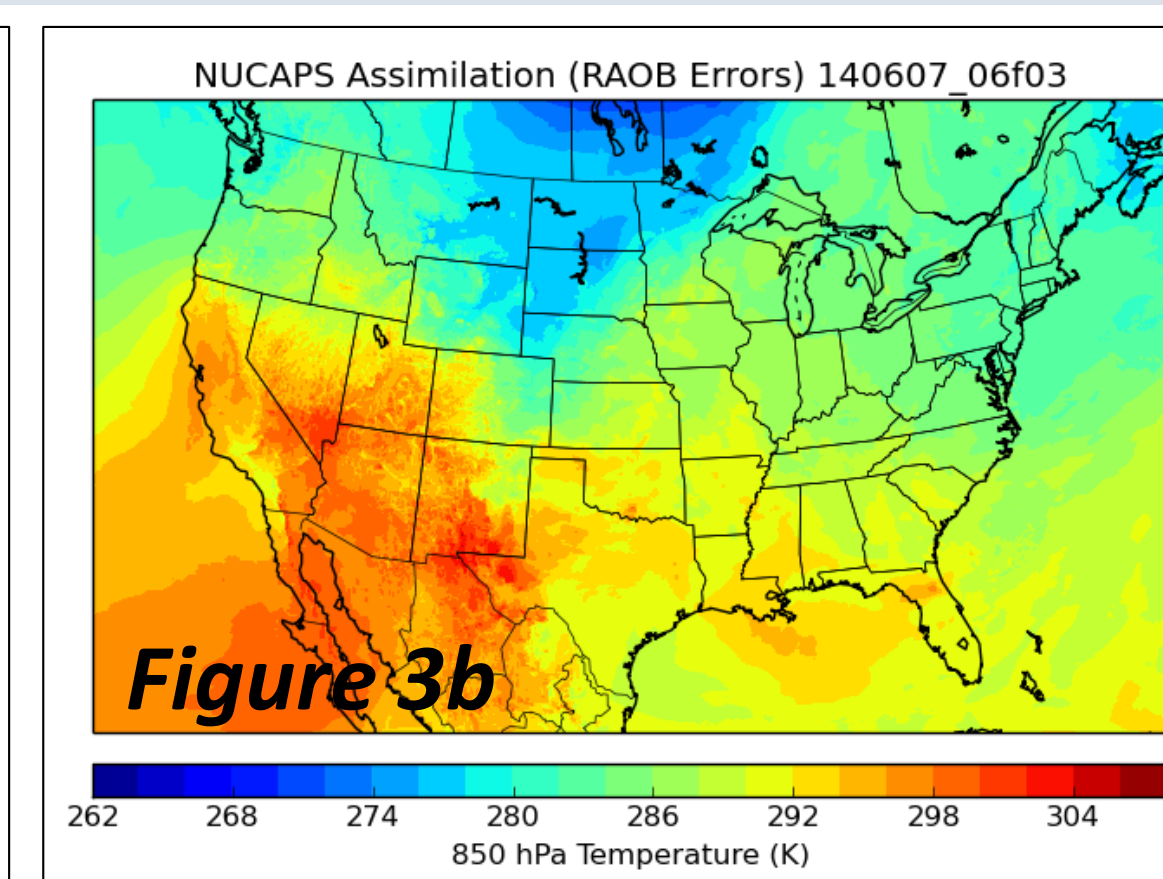 NUCAPS Assimilation (RAOB Errors) 140607_06f03
Figure 3b
262 268 274 280 286 292 298 304
850 hPa Temperature (K)